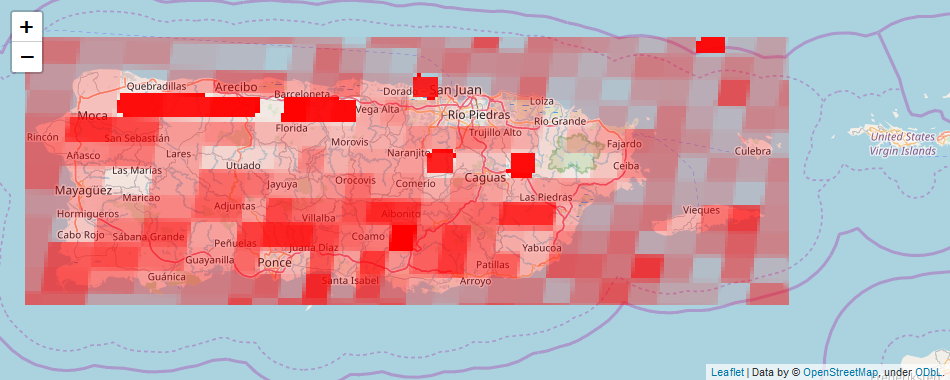 +
−
Quebradillas
Arecibo
Barceloneta
Dorado
San Juan
Moca
Vega Alta
Loíza
Río Piedras
Río Grande
Florida
Trujillo Alto
Rincón
San Sebastián
Morovis
Fajardo
United States
Virgin Islands
Añasco
Lares
Naranjito
Culebra
Utuado
Ceiba
Las Marías
Caguas
Mayagüez
Jayuya
Orocovis
Comerío
Maricao
Las Piedras
Adjuntas
Hormigueros
Villalba
Aibonito
Vieques
Cabo Rojo
Sabana Grande
Coamo
Peñuelas
Juana Díaz
Yabucoa
Guayanilla
Ponce
Patillas
Guánica
Santa Isabel
Arroyo
Leaflet | Data by © OpenStreetMap, under ODbL.